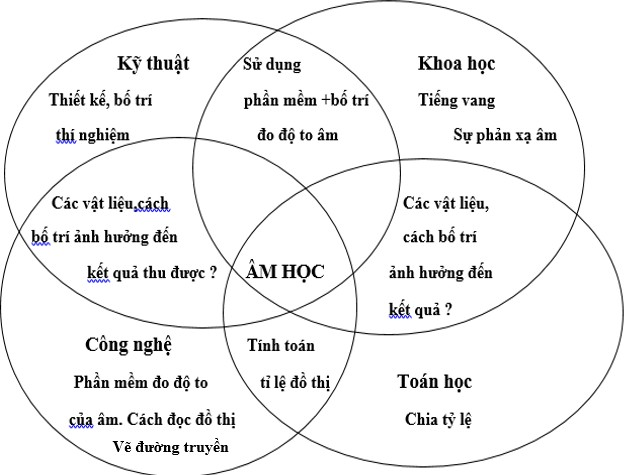 Kỹ thuật
Thiết kế, bố trí
thí nghiệm
Sử dụng
phần mềm +bố trí
đo độ to âm
Khoa học
Tiếng vang
Sự phản xạ âm
Các vật liệu,cách
bố trí ảnh hưởng đến
kết quả thu được ?
ÂM HỌC
Các vật liệu,
cách bố trí
ảnh hưởng đến
kết quả ?
Công nghệ
Phần mềm đo độ to
của âm. Cách đọc đồ thị
Vẽ đường truyền
Tính toán
tỉ lệ đồ thị
Toán học
Chia tỷ lệ